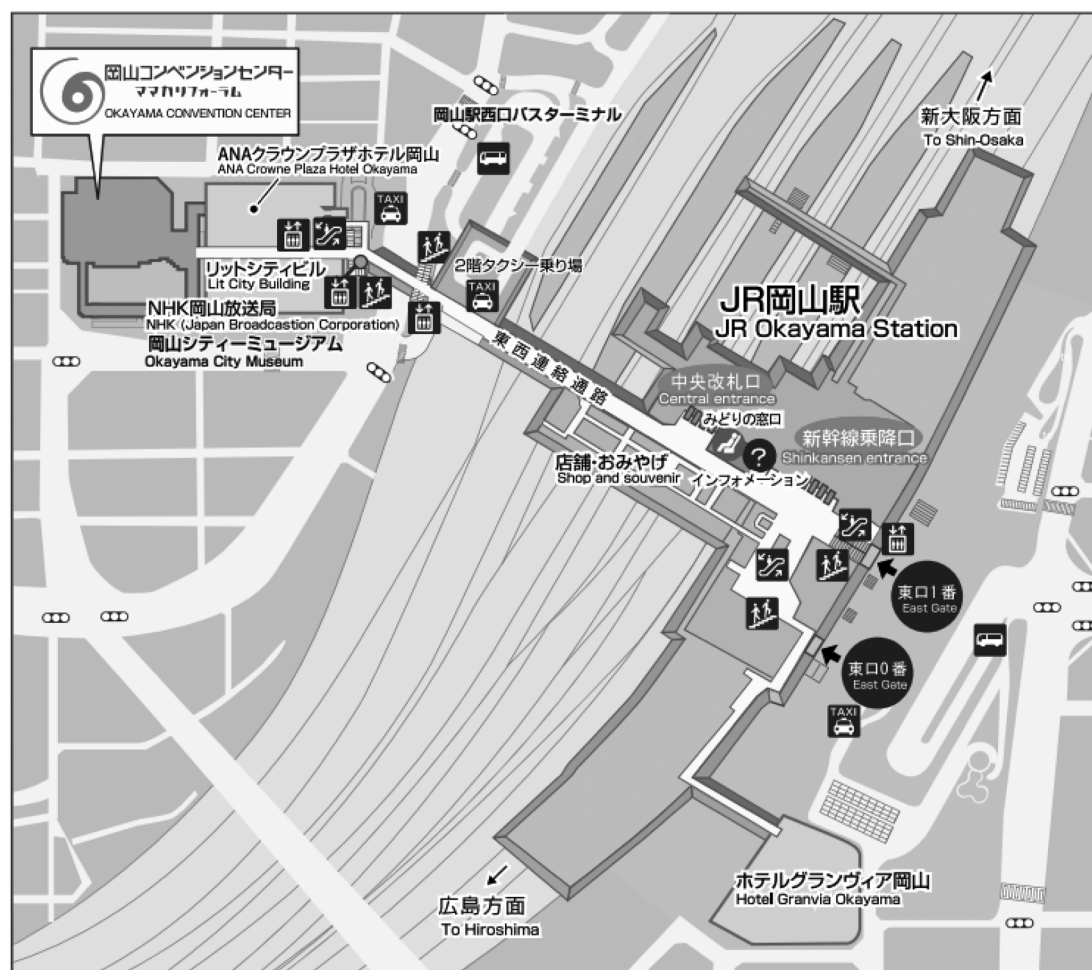 岡山コンベンションセンター
ママカリフォーラム
OKAYAMA CONVENTION CENTER
岡山駅西口バスターミナル
新大阪方面
To Shin-Osaka
ANAクラウンプラザホテル岡山
ANA Crowne Plaza Hotel Okayama
TAXI
2階タクシー乗り場
TAXI
リットシティビル
Lit City Building
NHK岡山放送局
NHK (Japan Broadcastion Corporation)
岡山シティーミュージアム
Okayama City Museum
JR岡山駅
JR Okayama Station
東西連絡通路
中央改札口
Central entrance
みどりの窓口
新幹線乗降口
Shinkansen entrance
?
インフォメーション
店舗・おみやげ
Shop and souvenir
東口1番
East Gate
東口0番
East Gate
TAXI
ホテルグランヴィア岡山
Hotel Granvia Okayama
広島方面
To Hiroshima